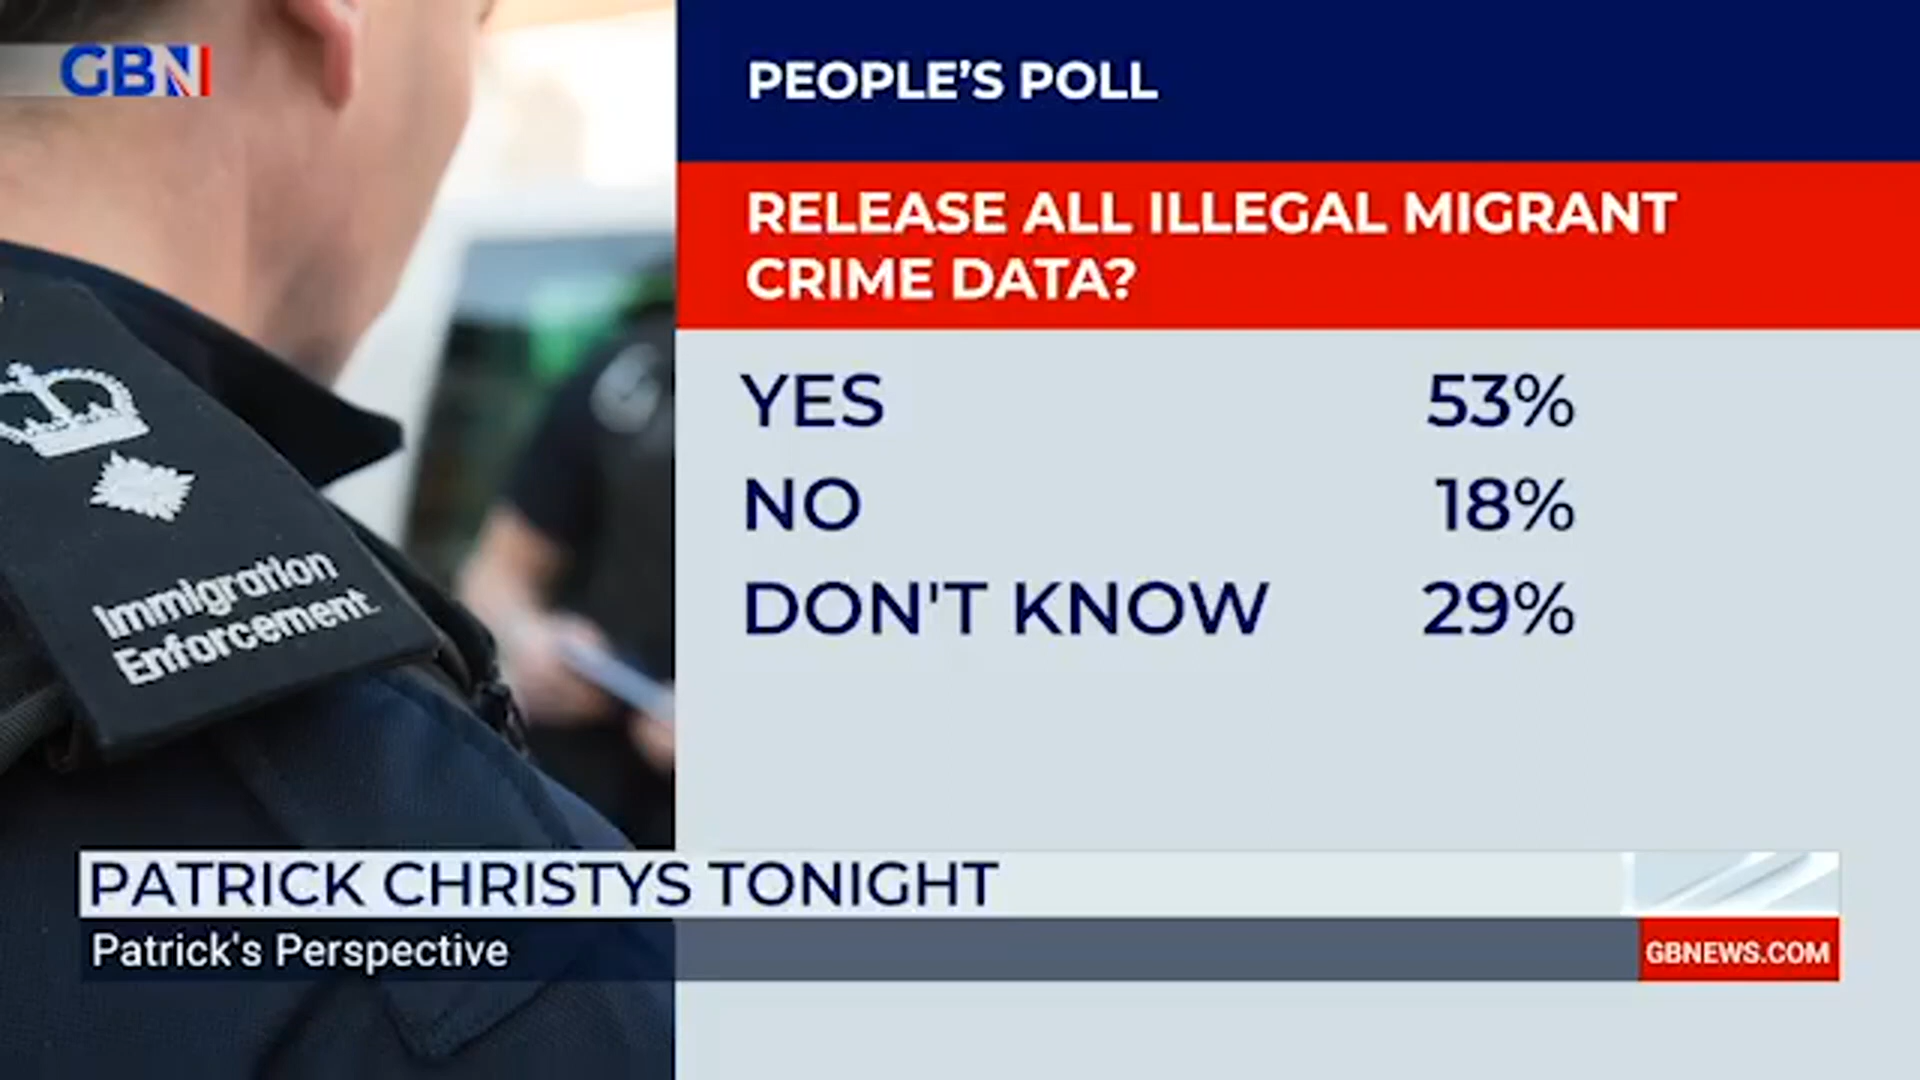 GBN
PEOPLE'S POLL
RELEASE ALL ILLEGAL MIGRANT
CRIME DATA?
YES 53%
NO 18%
DON'T KNOW 29%
Immigration
Enforcement
PATRICK CHRISTYS TONIGHT
Patrick's Perspective
GBNEWS.COM